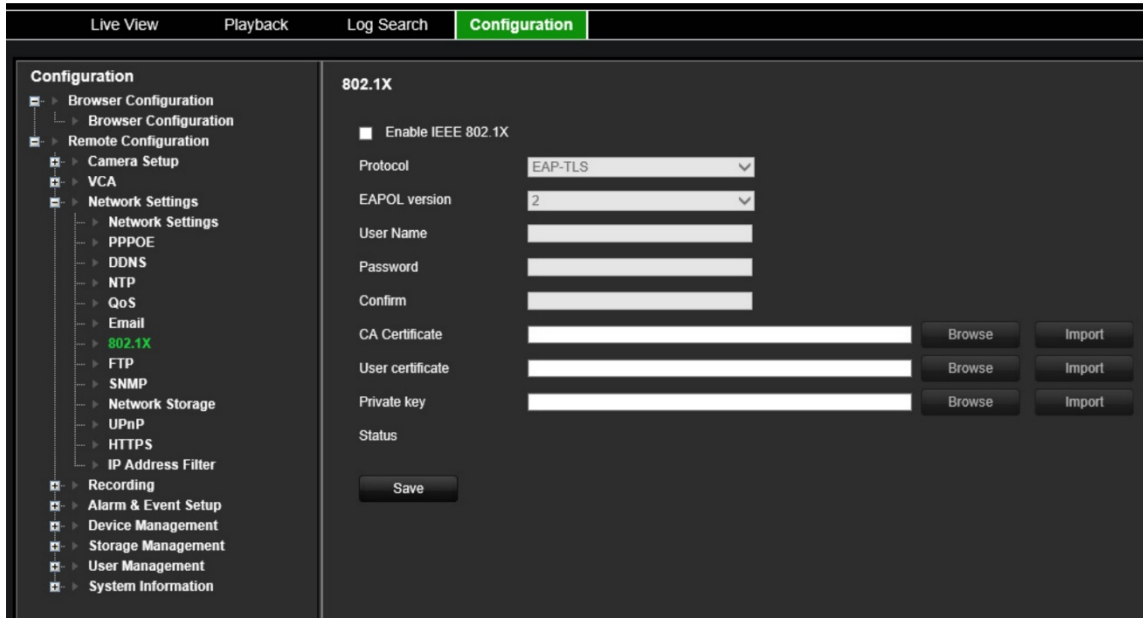 Live View Playback Log Search Configuration
Configuration
Browser Configuration
Browser Configuration
Remote Configuration
Camera Setup
VCA
Network Settings
Network Settings
PPPOE
DDNS
NTP
QoS
Email
802.1X
FTP
SNMP
Network Storage
UPnP
HTTPS
IP Address Filter
Recording
Alarm & Event Setup
Device Management
Storage Management
User Management
System Information
802.1X
Enable IEEE 802.1X
Protocol EAP-TLS
EAPOL version 2
User Name
Password
Confirm
CA Certificate Browse Import
User certificate Browse Import
Private key Browse Import
Status
Save